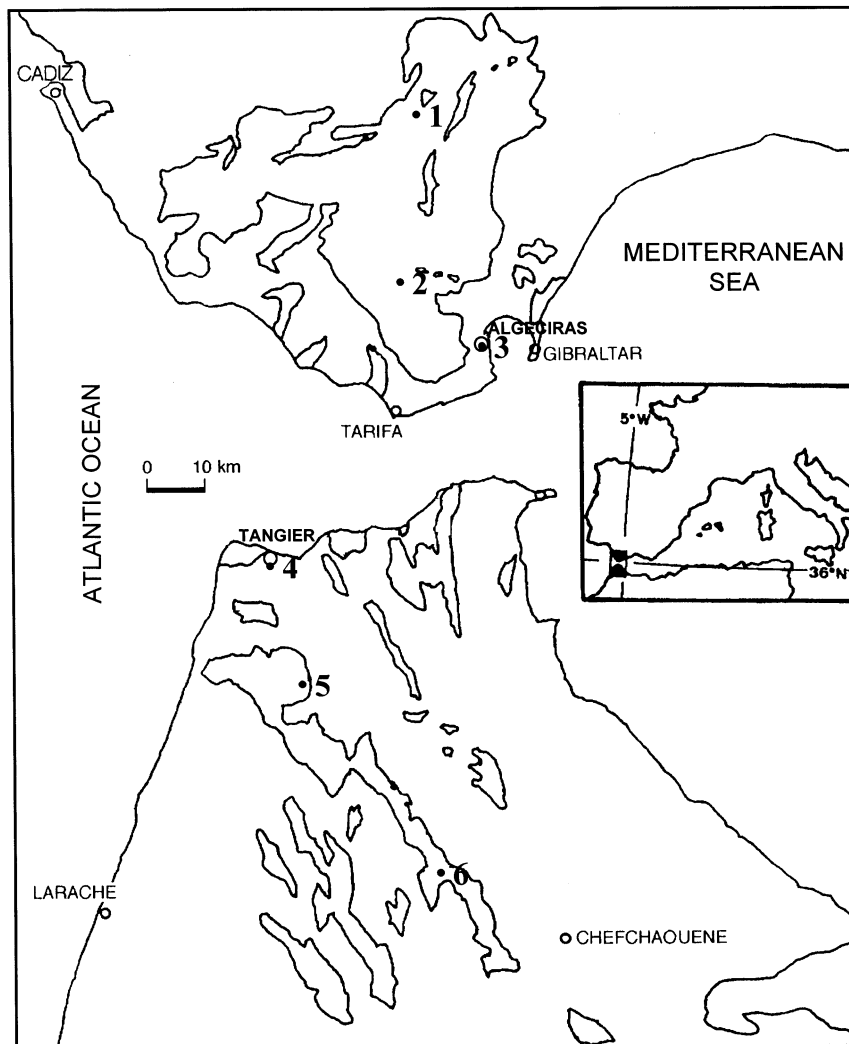 CADIZ
1
MEDITERRANEAN
SEA
2
ALGECIRAS
3
GIBRALTAR
TARIFA
ATLANTIC OCEAN
0 10 km
5°W
36°N
TANGIER
4
5
6
LARACHE
CHEFCHAOUENE